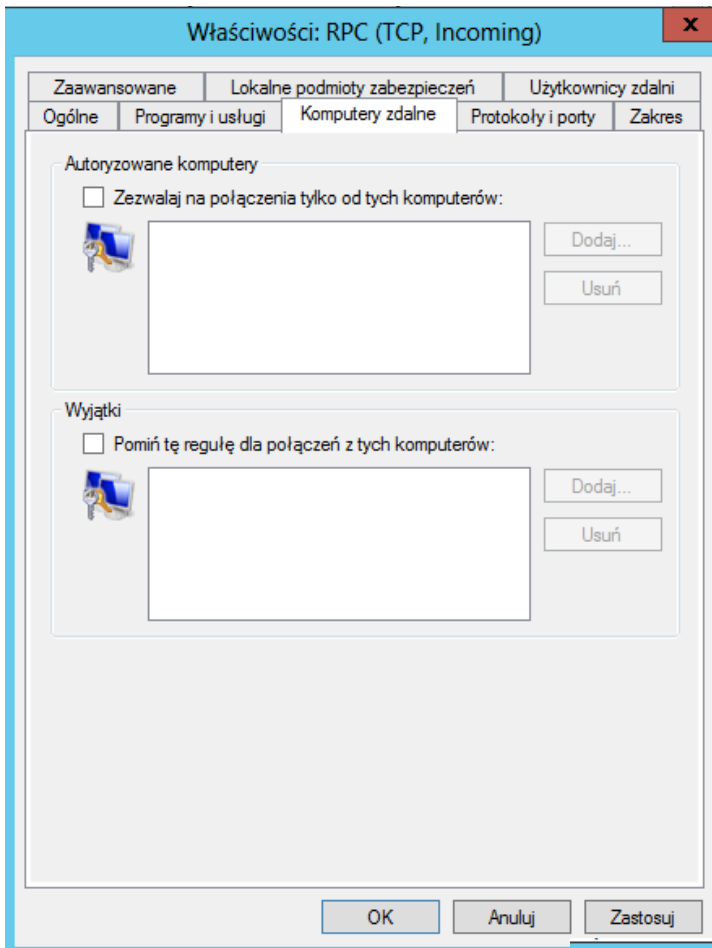 Właściwości: RPC (TCP, Incoming)
x
Zaawansowane Lokalne podmioty zabezpieczeń Użytkownicy zdalni
Ogólne Programy i usługi Komputery zdalne Protokoły i porty Zakres
Autoryzowane komputery
Zezwalaj na połączenia tylko od tych komputerów:
Dodaj...
Usuń
Wyjątki
Pomiń tę regułę dla połączeń z tych komputerów:
Dodaj...
Usuń
OK Anuluj Zastosuj